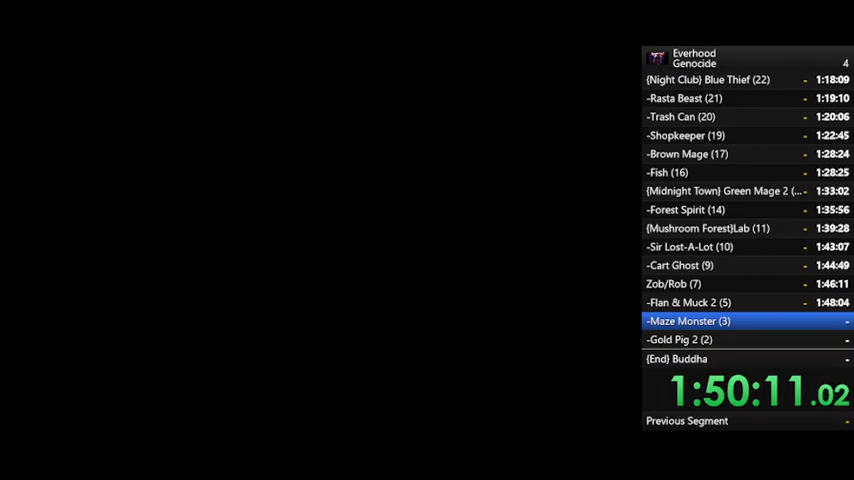 Everhood
Genocide 4
{Night Club} Blue Thief (22) - 1:18:09
-Rasta Beast (21) - 1:19:10
-Trash Can (20) - 1:20:06
-Shopkeeper (19) - 1:22:45
-Brown Mage (17) - 1:28:24
-Fish (16) - 1:28:25
{Midnight Town} Green Mage 2 (... - 1:33:02
-Forest Spirit (14) - 1:35:56
{Mushroom Forest}Lab (11) - 1:39:28
-Sir Lost-A-Lot (10) - 1:43:07
-Cart Ghost (9) - 1:44:49
Zob/Rob (7) - 1:46:11
-Flan & Muck 2 (5) - 1:48:04
-Maze Monster (3) -
-Gold Pig 2 (2) -
{End} Buddha -
1:50:11.02
Previous Segment -